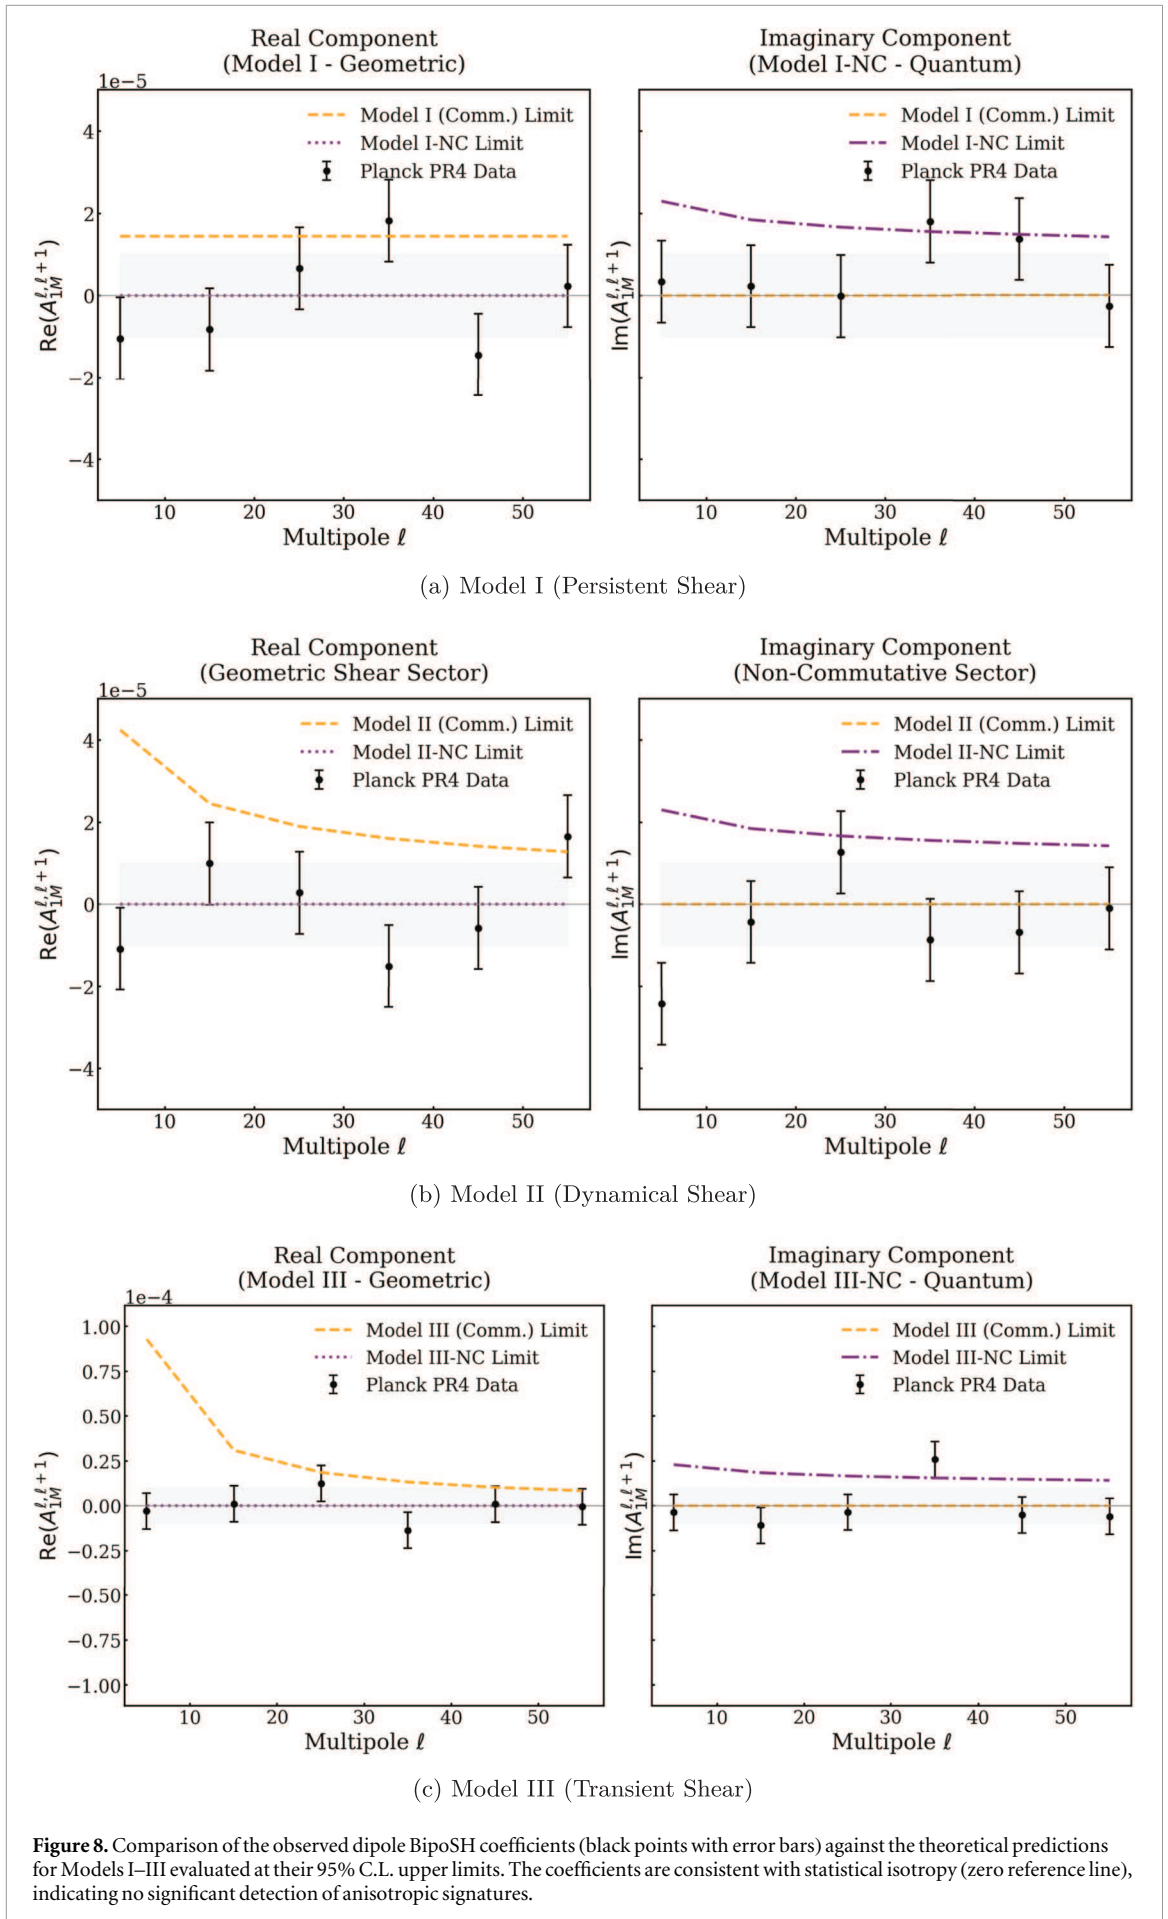 Real Component
(Model I - Geometric)
Imaginary Component
(Model I-NC - Quantum)
1e−5
Model I (Comm.) Limit
Model I-NC Limit
Planck PR4 Data
Model I (Comm.) Limit
Model I-NC Limit
Planck PR4 Data
4
2
0
−2
−4
Re(A_{1M}^{ℓ,ℓ+1})
Im(A_{1M}^{ℓ,ℓ+1})
10 20 30 40 50
10 20 30 40 50
Multipole ℓ
Multipole ℓ
(a) Model I (Persistent Shear)
Real Component
(Geometric Shear Sector)
Imaginary Component
(Non-Commutative Sector)
1e−5
Model II (Comm.) Limit
Model II-NC Limit
Planck PR4 Data
Model II (Comm.) Limit
Model II-NC Limit
Planck PR4 Data
4
2
0
−2
−4
Re(A_{1M}^{ℓ,ℓ+1})
Im(A_{1M}^{ℓ,ℓ+1})
10 20 30 40 50
10 20 30 40 50
Multipole ℓ
Multipole ℓ
(b) Model II (Dynamical Shear)
Real Component
(Model III - Geometric)
Imaginary Component
(Model III-NC - Quantum)
1e−4
Model III (Comm.) Limit
Model III-NC Limit
Planck PR4 Data
Model III (Comm.) Limit
Model III-NC Limit
Planck PR4 Data
1.00
0.75
0.50
0.25
0.00
−0.25
−0.50
−0.75
−1.00
Re(A_{1M}^{ℓ,ℓ+1})
Im(A_{1M}^{ℓ,ℓ+1})
10 20 30 40 50
10 20 30 40 50
Multipole ℓ
Multipole ℓ
(c) Model III (Transient Shear)
Figure 8. Comparison of the observed dipole BipoSH coefficients (black points with error bars) against the theoretical predictions
for Models I–III evaluated at their 95% C.L. upper limits. The coefficients are consistent with statistical isotropy (zero reference line),
indicating no significant detection of anisotropic signatures.